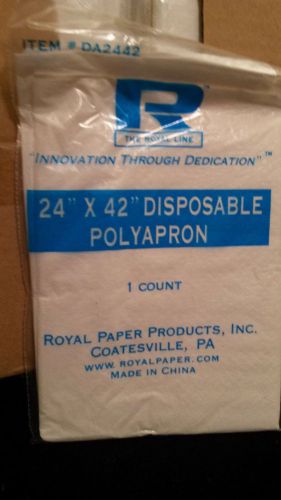 ITEM # DA2442
R
THE ROYAL LINE
"INNOVATION THROUGH DEDICATION"™
24" X 42" DISPOSABLE
POLYAPRON
1 COUNT
ROYAL PAPER PRODUCTS, INC.
COATESVILLE, PA
WWW.ROYALPAPER.COM
MADE IN CHINA